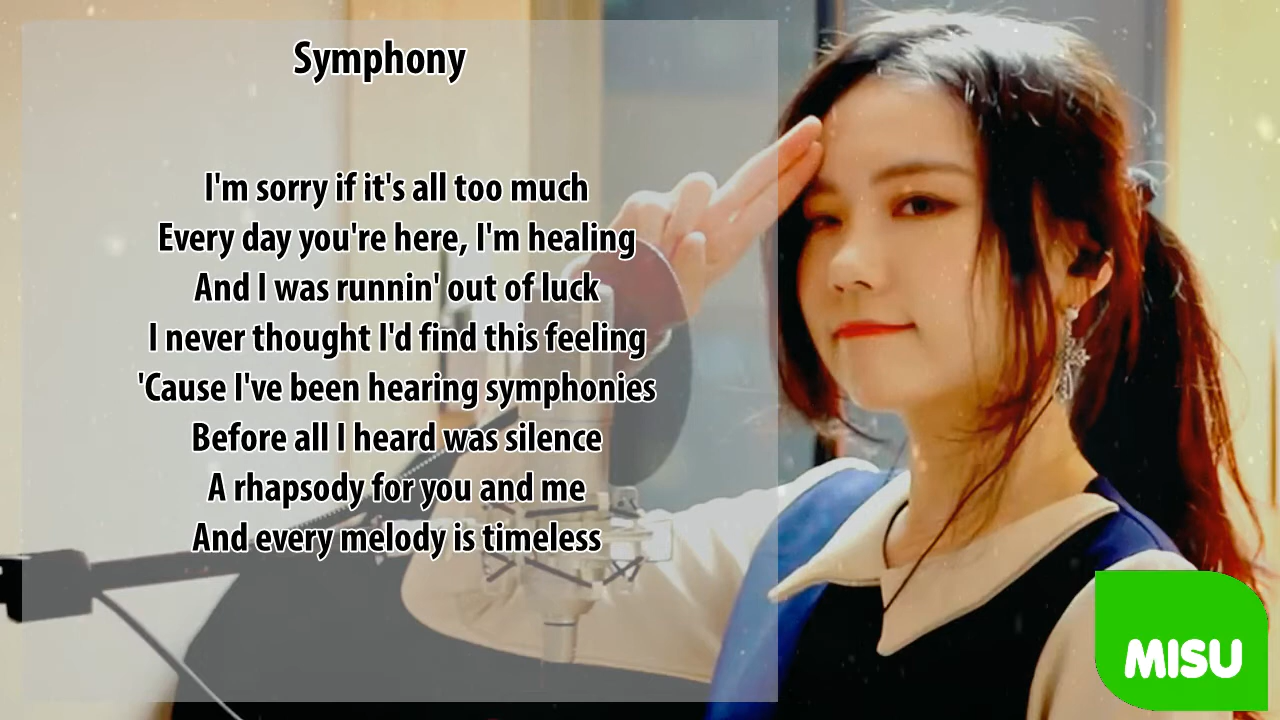 Symphony
I'm sorry if it's all too much
Every day you're here, I'm healing
And I was runnin' out of luck
I never thought I'd find this feeling
'Cause I've been hearing symphonies
Before all I heard was silence
A rhapsody for you and me
And every melody is timeless
MISU